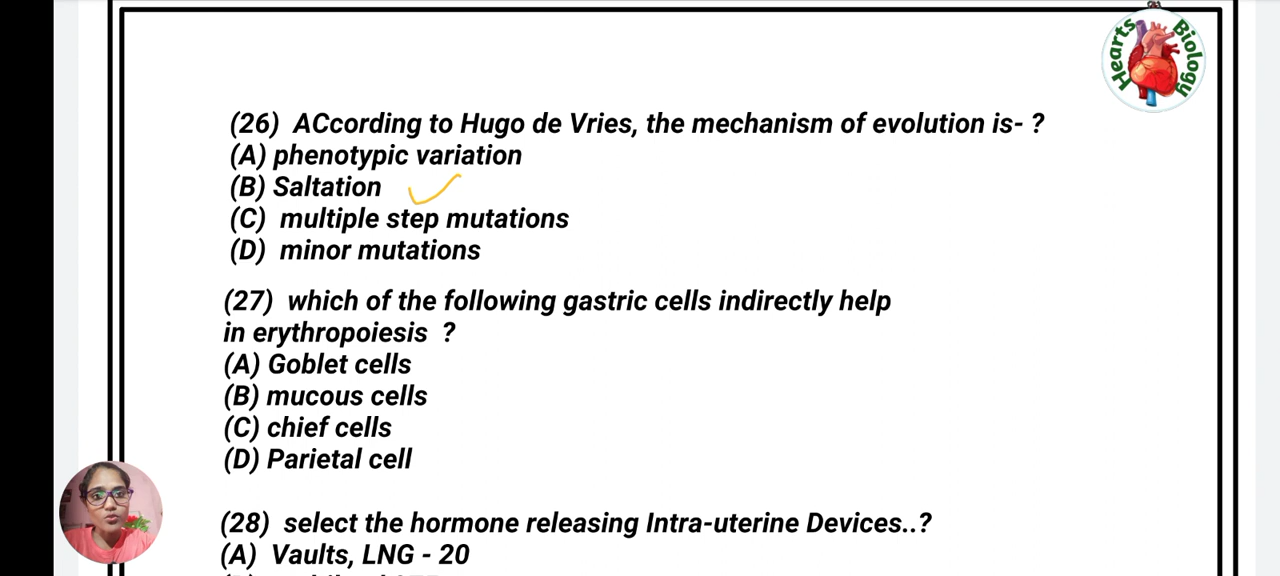 Hearts Biology
(26) ACcording to Hugo de Vries, the mechanism of evolution is- ?
(A) phenotypic variation
(B) Saltation
(C) multiple step mutations
(D) minor mutations
(27) which of the following gastric cells indirectly help
in erythropoiesis ?
(A) Goblet cells
(B) mucous cells
(C) chief cells
(D) Parietal cell
(28) select the hormone releasing Intra-uterine Devices..?
(A) Vaults, LNG - 20